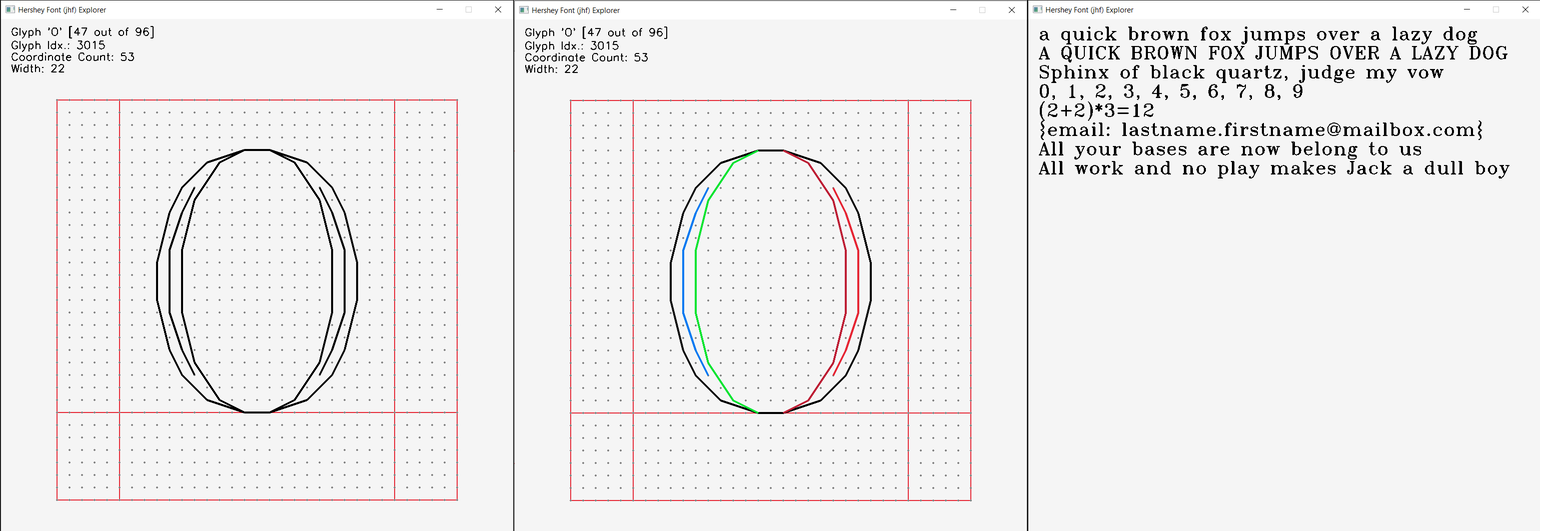 Hershey Font (jhf) Explorer
Glyph 'O' [47 out of 96]
Glyph Idx.: 3015
Coordinate Count: 53
Width: 22
Hershey Font (jhf) Explorer
Glyph 'O' [47 out of 96]
Glyph Idx.: 3015
Coordinate Count: 53
Width: 22
Hershey Font (jhf) Explorer
a quick brown fox jumps over a lazy dog
A QUICK BROWN FOX JUMPS OVER A LAZY DOG
Sphinx of black quartz, judge my vow
0, 1, 2, 3, 4, 5, 6, 7, 8, 9
(2+2)*3=12
}email: lastname.firstname@mailbox.com}
All your bases are now belong to us
All work and no play makes Jack a dull boy